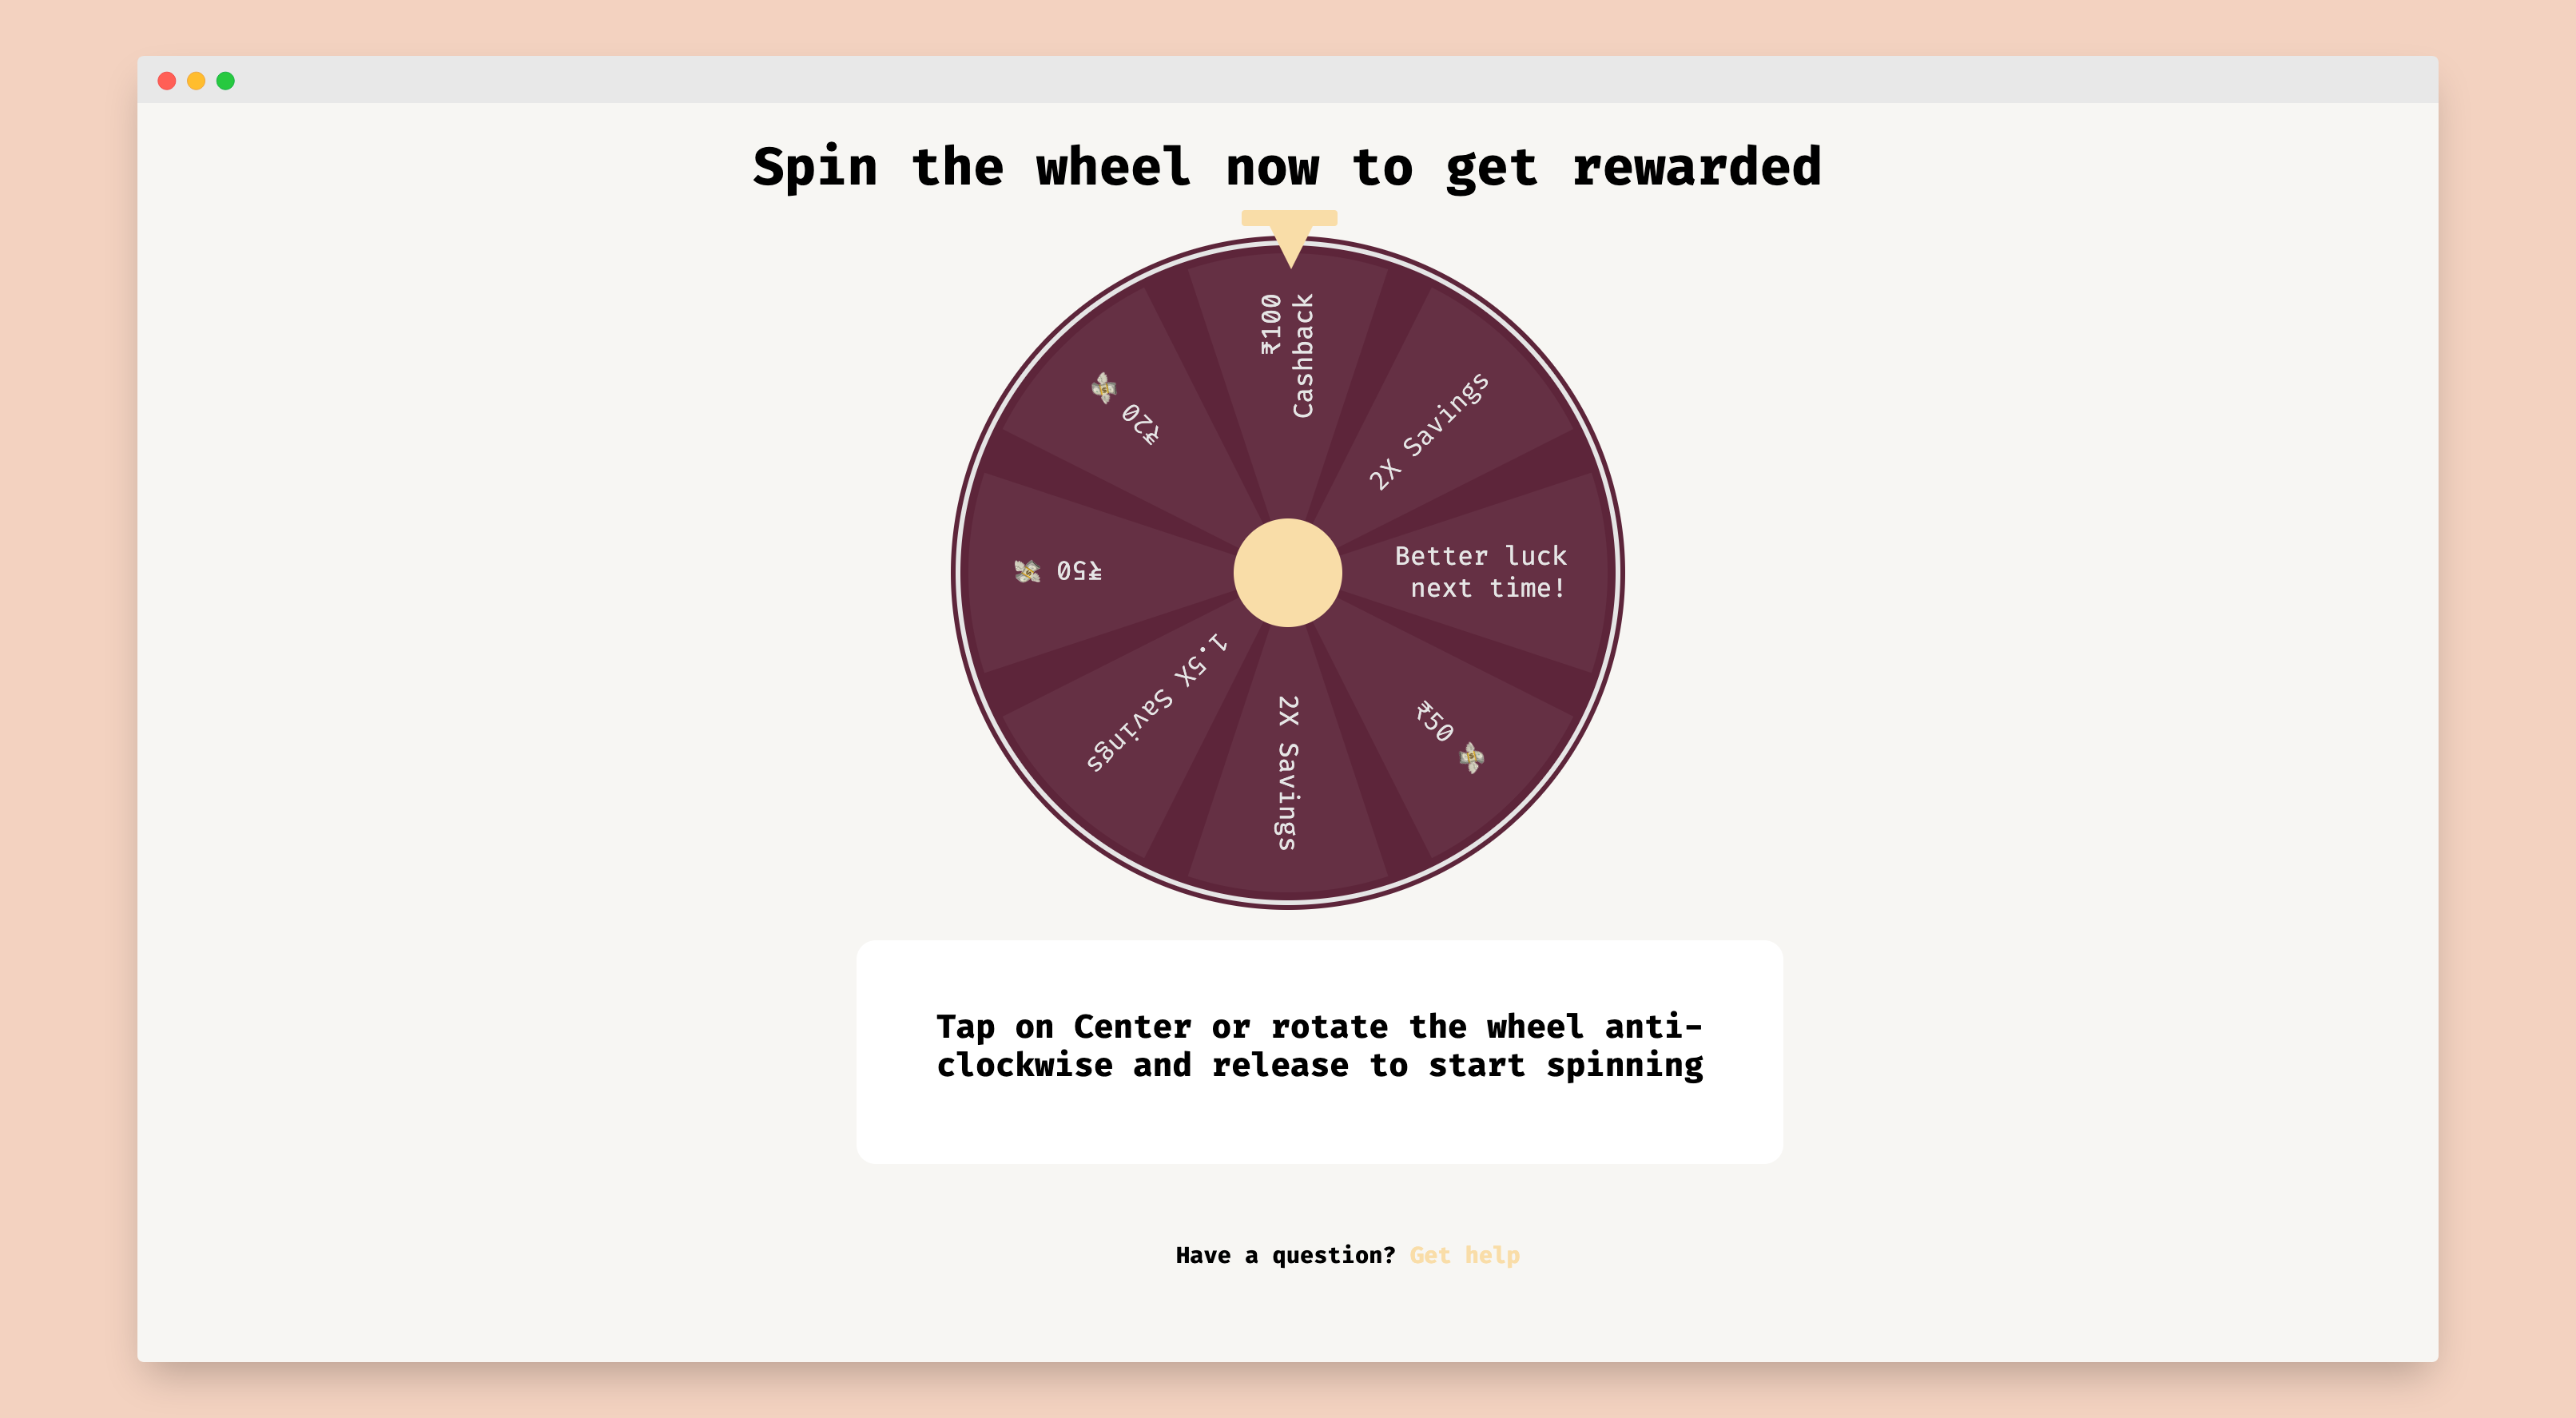 Spin the wheel now to get rewarded
₹100
Cashback
2X Savings
Better luck
next time!
₹50 💸
2X Savings
1.5X Savings
₹50 💸
₹20 💸
Tap on Center or rotate the wheel anti-
clockwise and release to start spinning
Have a question? Get help